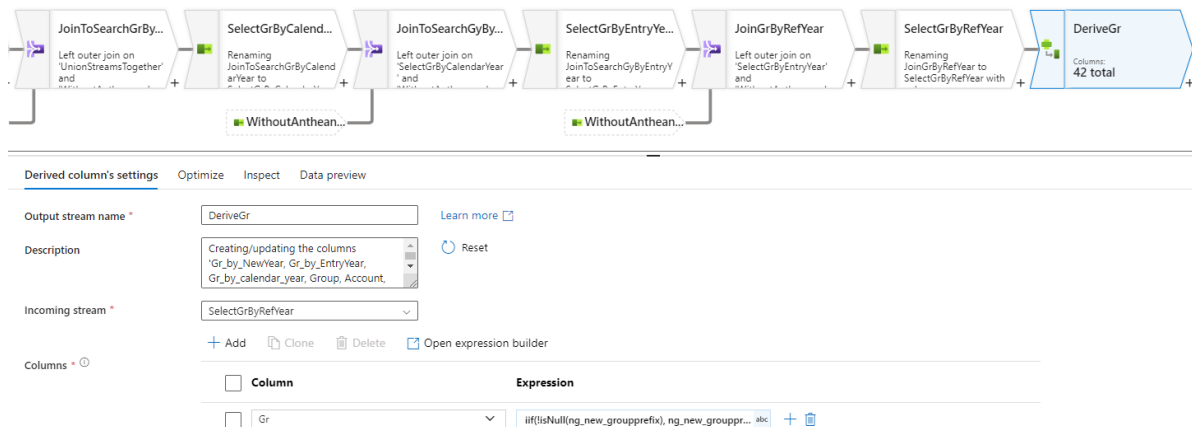 JoinToSearchGrBy...
Left outer join on
'UnionStreamsTogether'
and
SelectGrByCalend...
Renaming
JoinToSearchGrByCalend
arYear to
JoinToSearchGyBy...
Left outer join on
'SelectGrByCalendarYear
' and
SelectGrByEntryYe...
Renaming
JoinToSearchGyByEntryY
ear to
JoinGrByRefYear
Left outer join on
'SelectGrByEntryYear'
and
SelectGrByRefYear
Renaming
JoinGrByRefYear to
SelectGrByRefYear with
DeriveGr
Columns:
42 total
+ + + + + + +
WithoutAnthean...
WithoutAnthean...
Derived column's settings Optimize Inspect Data preview
Output stream name * DeriveGr Learn more
Description
Creating/updating the columns
'Gr_by_NewYear, Gr_by_EntryYear,
Gr_by_calendar_year, Group, Account,
Reset
Incoming stream * SelectGrByRefYear
+ Add Clone Delete Open expression builder
Columns *
Column Expression
Gr iif(!isNull(ng_new_groupprefix), ng_new_grouppr... abc +